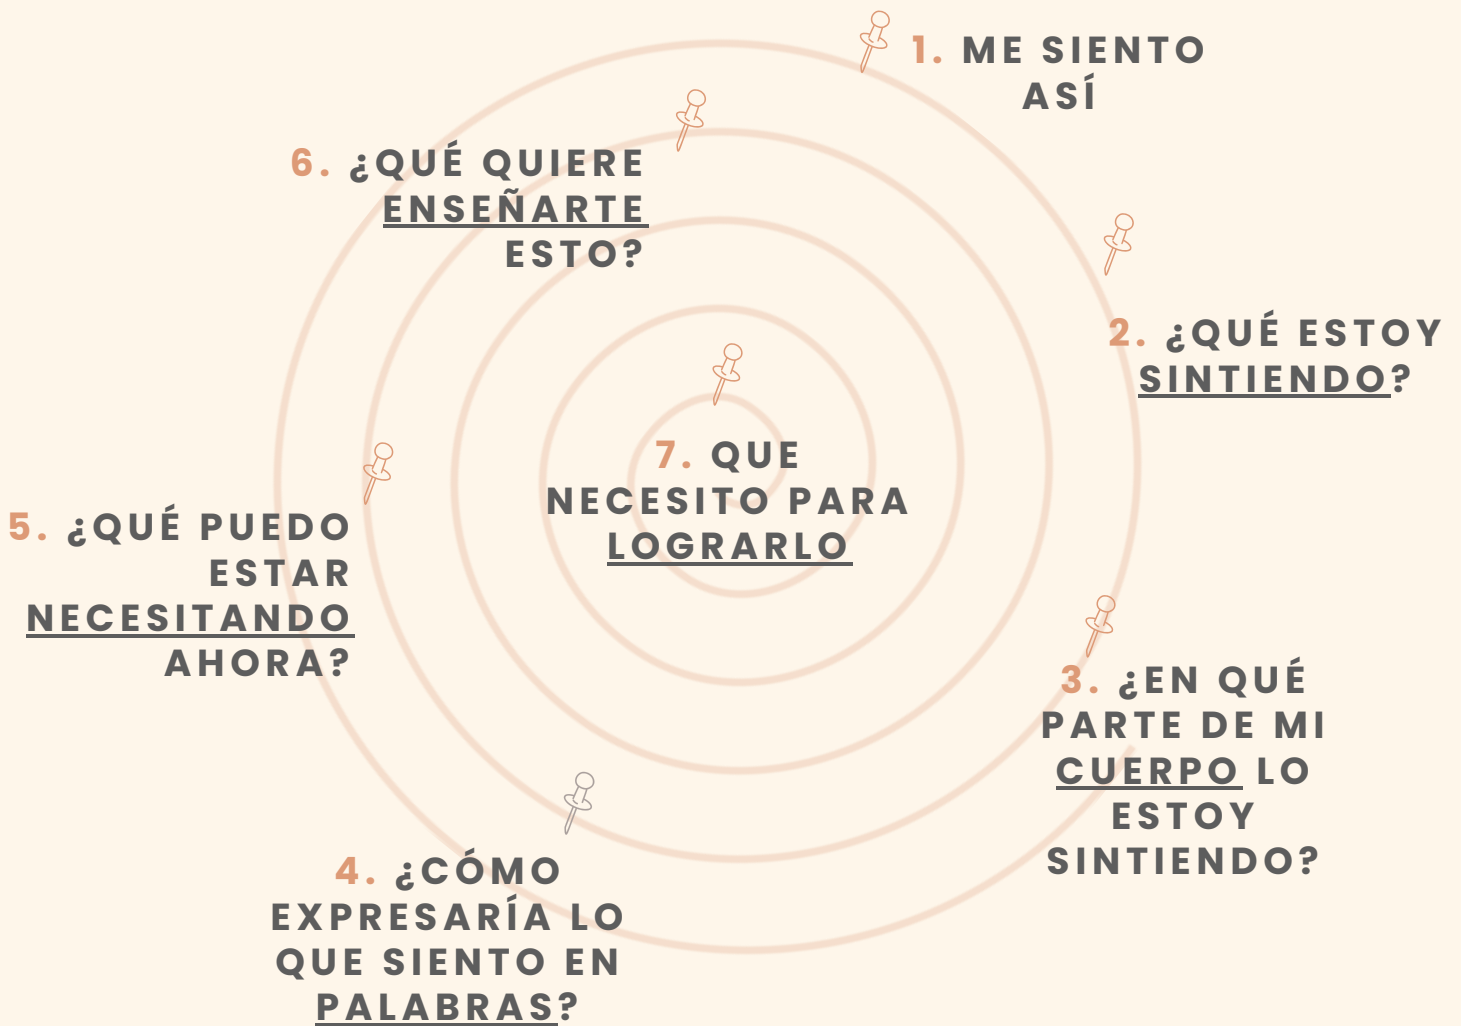 1. ME SIENTO
ASÍ
2. ¿QUÉ ESTOY
SINTIENDO?
3. ¿EN QUÉ
PARTE DE MI
CUERPO LO
ESTOY
SINTIENDO?
4. ¿CÓMO
EXPRESARÍA LO
QUE SIENTO EN
PALABRAS?
5. ¿QUÉ PUEDO
ESTAR
NECESITANDO
AHORA?
6. ¿QUÉ QUIERE
ENSEÑARTE
ESTO?
7. QUE
NECESITO PARA
LOGRARLO